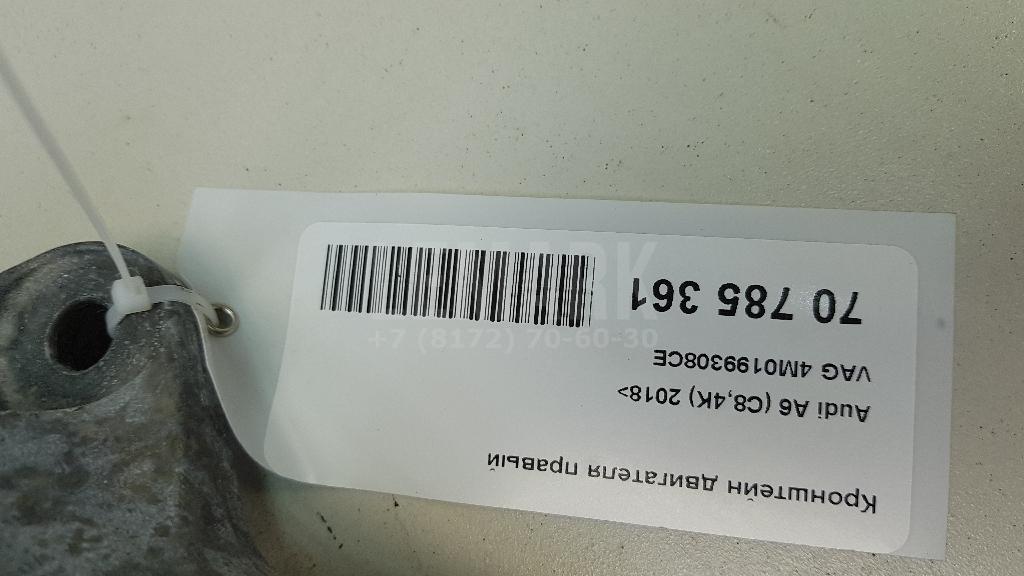 Кронштейн двигателя правый
Audi A6 (C8,4K) 2018>
VAG 4M0199308CE
70 785 361
+7 (8172) 70-60-30